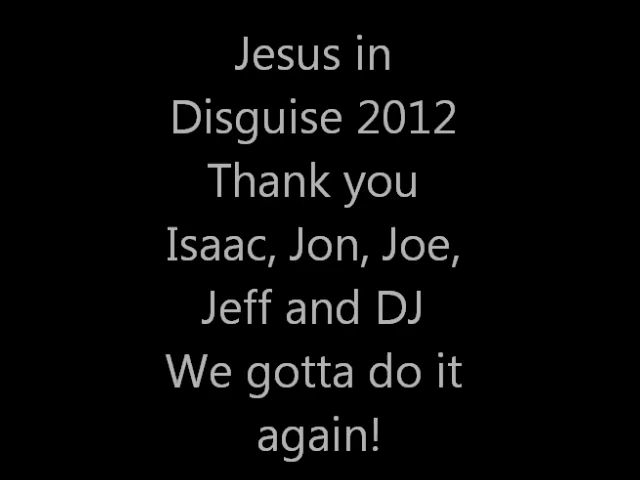 Jesus in
Disguise 2012
Thank you
Isaac, Jon, Joe,
Jeff and DJ
We gotta do it
again!